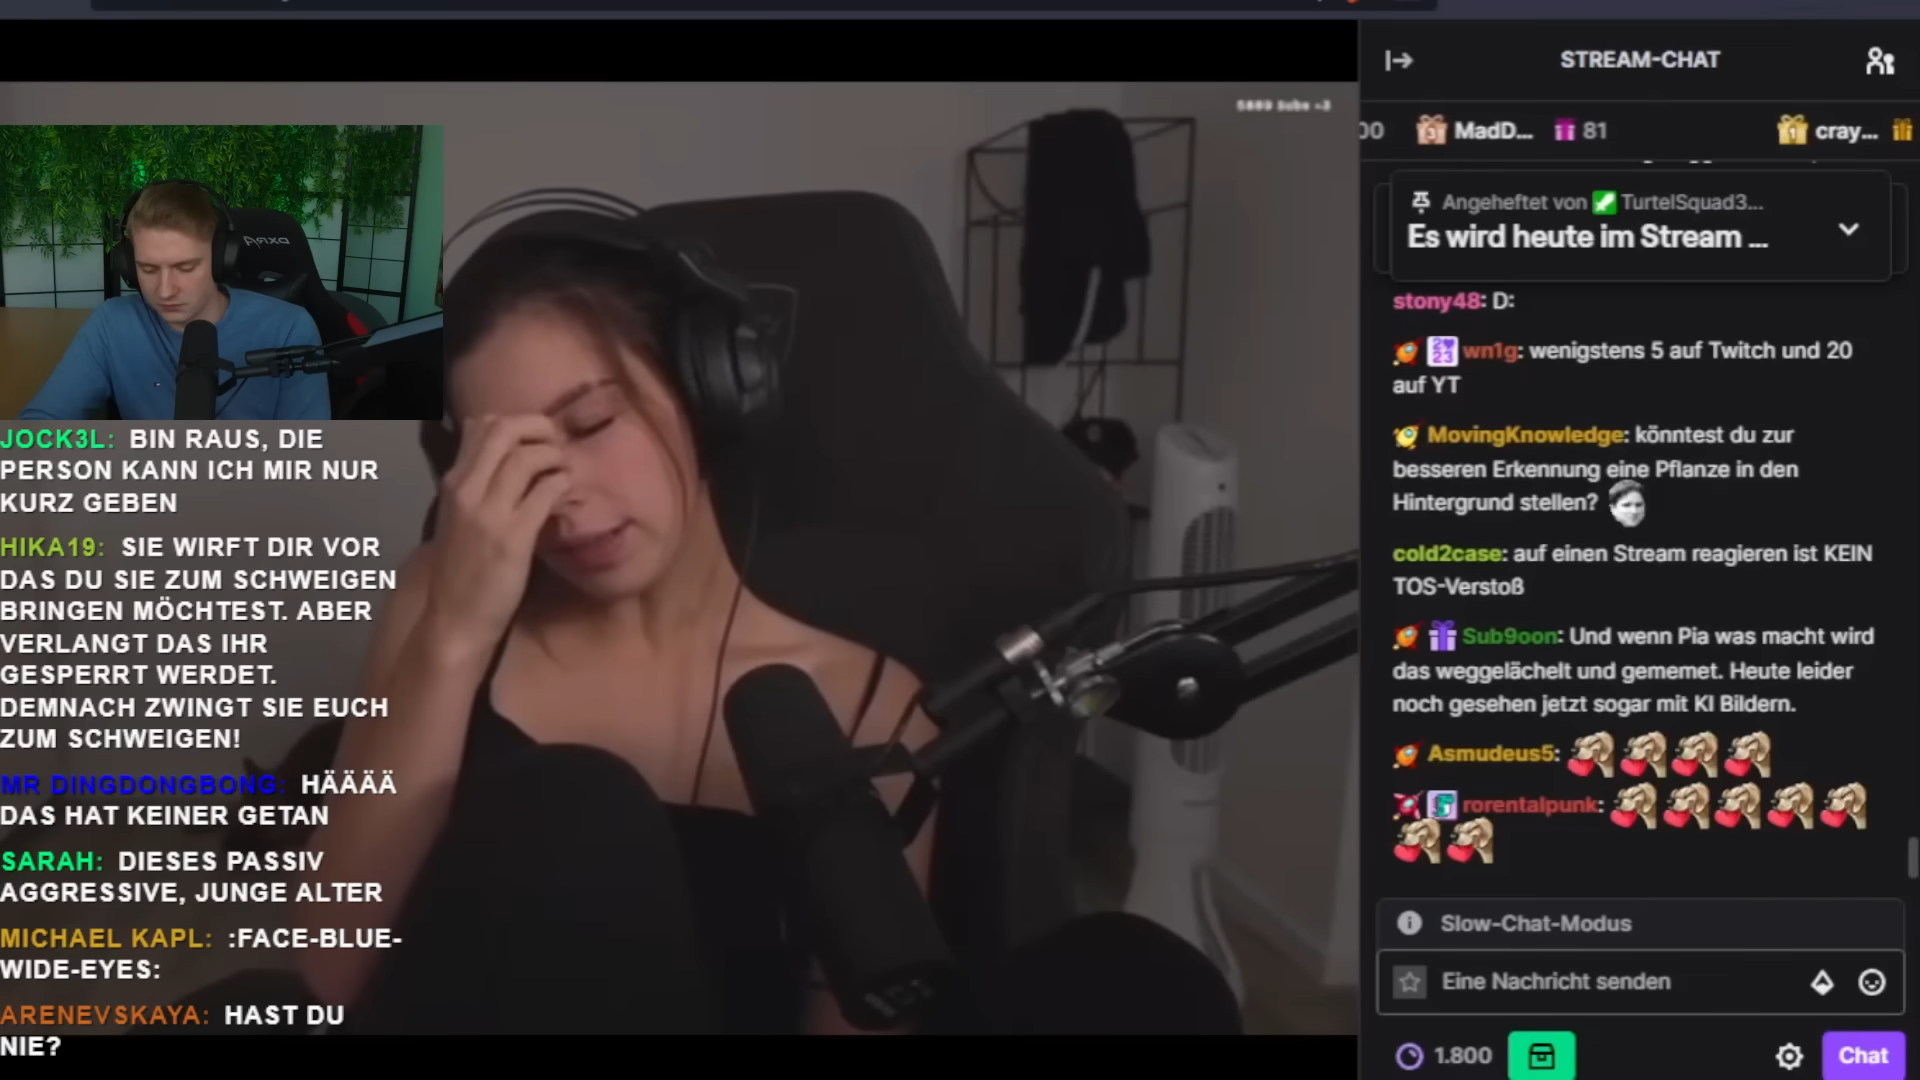 5889 Subs +3
JOCK3L: BIN RAUS, DIE
PERSON KANN ICH MIR NUR
KURZ GEBEN
HIKA19: SIE WIRFT DIR VOR
DAS DU SIE ZUM SCHWEIGEN
BRINGEN MÖCHTEST. ABER
VERLANGT DAS IHR
GESPERRT WERDET.
DEMNACH ZWINGT SIE EUCH
ZUM SCHWEIGEN!
MR DINGDONGBONG: HÄÄÄÄ
DAS HAT KEINER GETAN
SARAH: DIESES PASSIV
AGGRESSIVE, JUNGE ALTER
MICHAEL KAPL: :FACE-BLUE-
WIDE-EYES:
ARENEVSKAYA: HAST DU
NIE?
STREAM-CHAT
00 3 MadD... 81 1 cray...
Angeheftet von TurtelSquad3...
Es wird heute im Stream ...
stony48: D:
wn1g: wenigstens 5 auf Twitch und 20
auf YT
MovingKnowledge: könntest du zur
besseren Erkennung eine Pflanze in den
Hintergrund stellen?
cold2case: auf einen Stream reagieren ist KEIN
TOS-Verstoß
Sub9oon: Und wenn Pia was macht wird
das weggelächelt und gememet. Heute leider
noch gesehen jetzt sogar mit KI Bildern.
Asmudeus5:
rorentalpunk:
Slow-Chat-Modus
Eine Nachricht senden
1.800
Chat